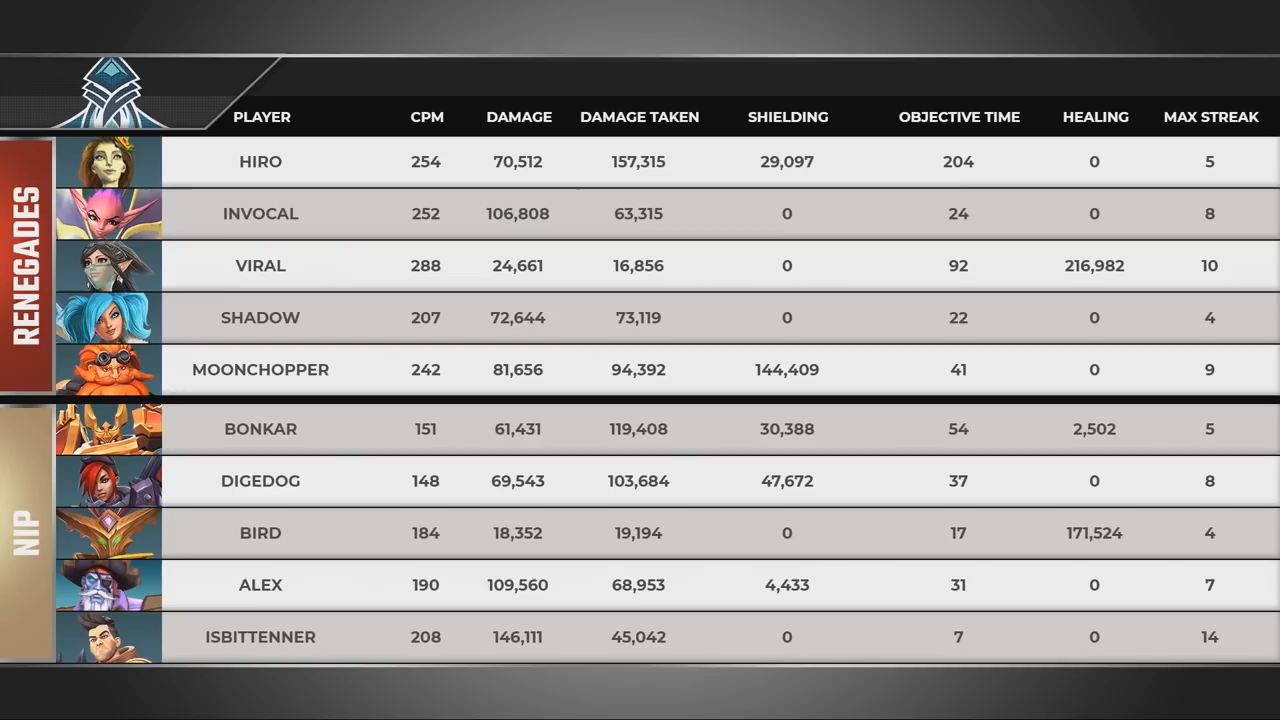 PLAYER CPM DAMAGE DAMAGE TAKEN SHIELDING OBJECTIVE TIME HEALING MAX STREAK
RENEGADES
HIRO 254 70,512 157,315 29,097 204 0 5
INVOCAL 252 106,808 63,315 0 24 0 8
VIRAL 288 24,661 16,856 0 92 216,982 10
SHADOW 207 72,644 73,119 0 22 0 4
MOONCHOPPER 242 81,656 94,392 144,409 41 0 9
NIP
BONKAR 151 61,431 119,408 30,388 54 2,502 5
DIGEDOG 148 69,543 103,684 47,672 37 0 8
BIRD 184 18,352 19,194 0 17 171,524 4
ALEX 190 109,560 68,953 4,433 31 0 7
ISBITTENNER 208 146,111 45,042 0 7 0 14